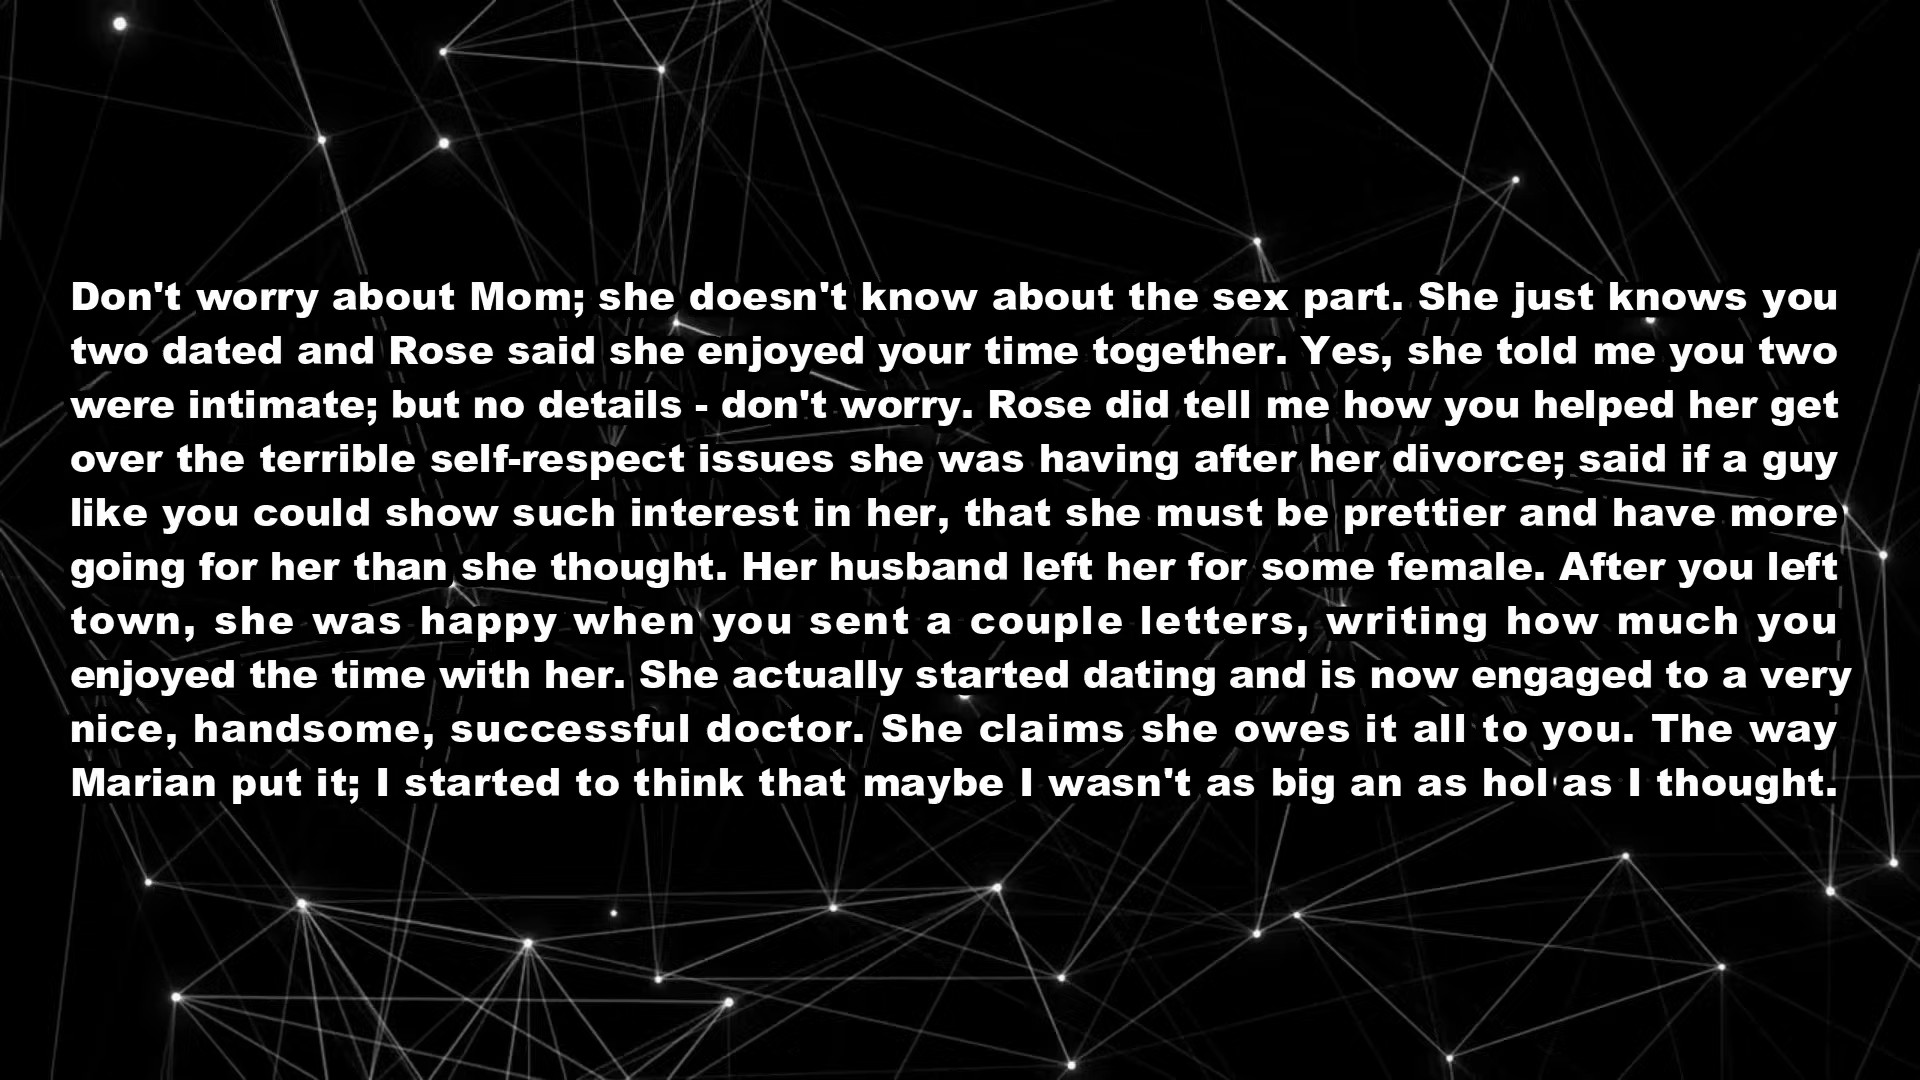 Don't worry about Mom; she doesn't know about the sex part. She just knows you
two dated and Rose said she enjoyed your time together. Yes, she told me you two
were intimate; but no details - don't worry. Rose did tell me how you helped her get
over the terrible self-respect issues she was having after her divorce; said if a guy
like you could show such interest in her, that she must be prettier and have more
going for her than she thought. Her husband left her for some female. After you left
town, she was happy when you sent a couple letters, writing how much you
enjoyed the time with her. She actually started dating and is now engaged to a very
nice, handsome, successful doctor. She claims she owes it all to you. The way
Marian put it; I started to think that maybe I wasn't as big an as hol as I thought.